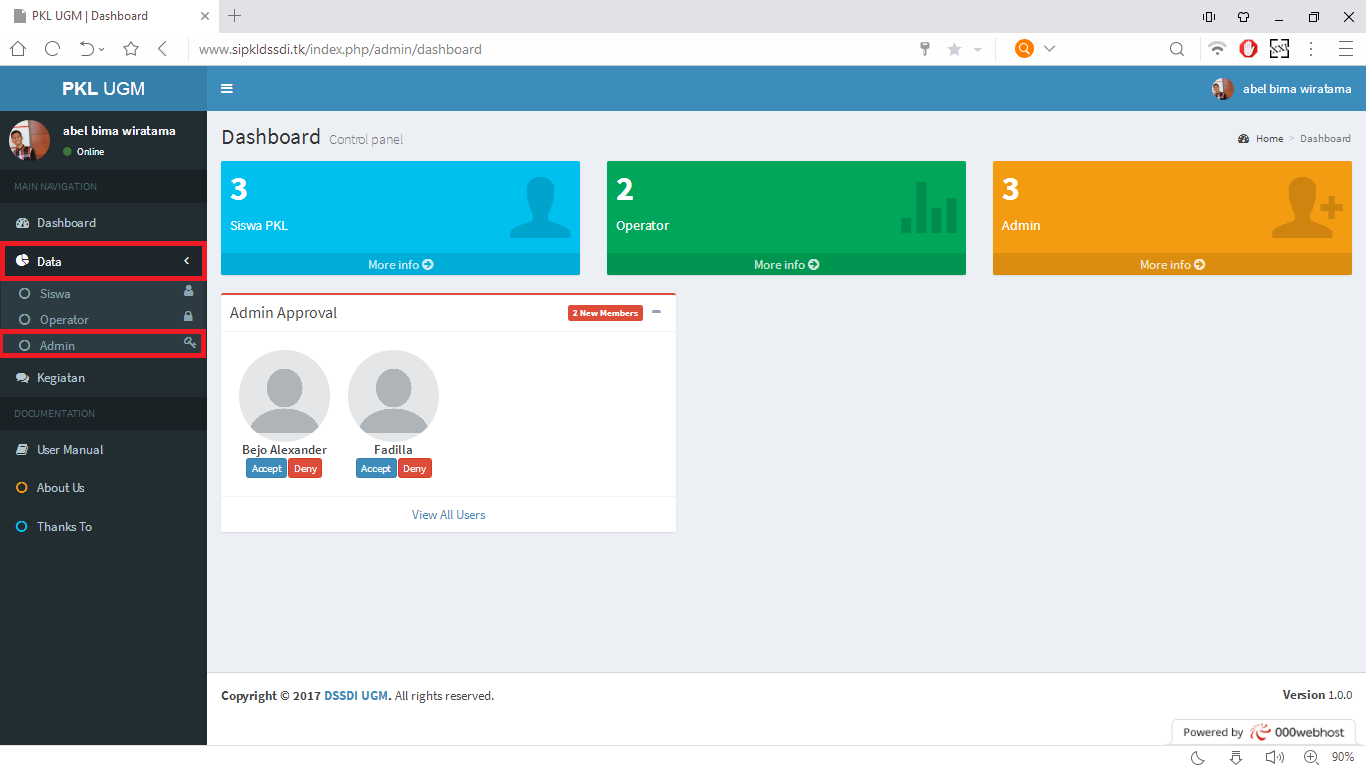 PKL UGM | Dashboard
www.sipkldssdi.tk/index.php/admin/dashboard
PKL UGM
abel bima wiratama
abel bima wiratama
Online
Dashboard Control panel
Home > Dashboard
MAIN NAVIGATION
Dashboard
Data
Siswa
Operator
Admin
Kegiatan
DOCUMENTATION
User Manual
About Us
Thanks To
3
Siswa PKL
More info
2
Operator
More info
3
Admin
More info
Admin Approval
2 New Members
Bejo Alexander
Accept Deny
Fadilla
Accept Deny
View All Users
Copyright © 2017 DSSDI UGM. All rights reserved.
Version 1.0.0
Powered by 000webhost
90%